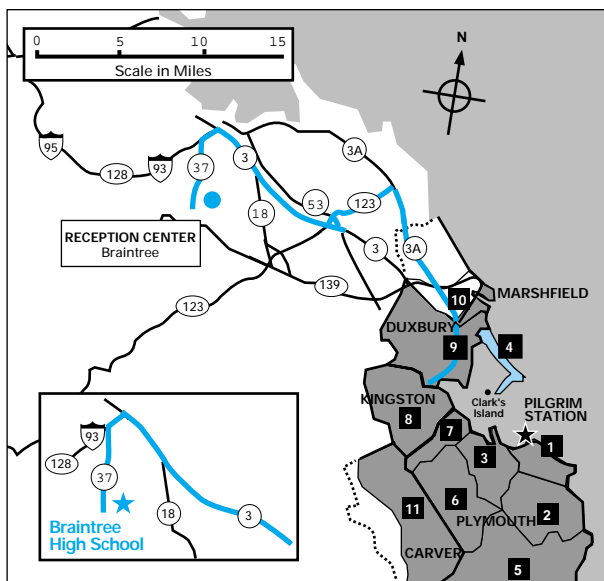 0 5 10 15
Scale in Miles
N
95
128
93
37
3
3A
18
53
123
3
3A
RECEPTION CENTER
Braintree
139
123
10
MARSHFIELD
DUXBURY
9
4
KINGSTON
Clark's
Island
PILGRIM
STATION
8
7
3
1
11
6
PLYMOUTH
2
CARVER
5
93
128
37
18
3
Braintree
High School